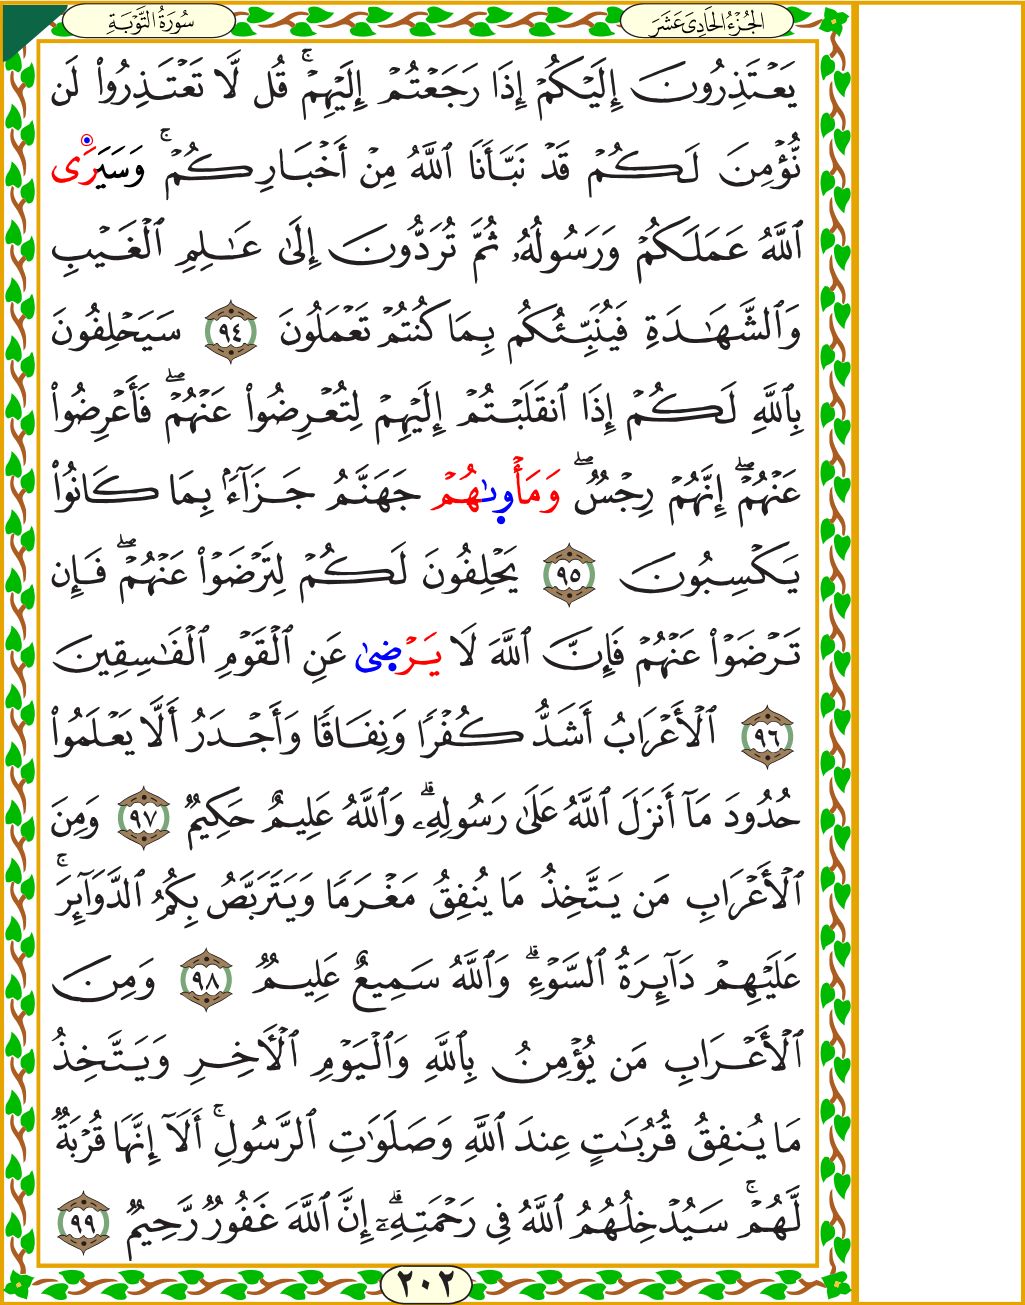 الجُزْءُ الحَادِى عَشَرَ
سُورَةُ التَّوْبَةِ
يَعْتَذِرُونَ إِلَيْكُمْ إِذَا رَجَعْتُمْ إِلَيْهِمْ ۚ قُل لَّا تَعْتَذِرُوا۟ لَن
نُّؤْمِنَ لَكُمْ قَدْ نَبَّأَنَا ٱللَّهُ مِنْ أَخْبَارِكُمْ ۚ وَسَيَرَى
ٱللَّهُ عَمَلَكُمْ وَرَسُولُهُۥ ثُمَّ تُرَدُّونَ إِلَىٰ عَـٰلِمِ ٱلْغَيْبِ
وَٱلشَّهَـٰدَةِ فَيُنَبِّئُكُم بِمَا كُنتُمْ تَعْمَلُونَ ٩٤ سَيَحْلِفُونَ
بِٱللَّهِ لَكُمْ إِذَا ٱنقَلَبْتُمْ إِلَيْهِمْ لِتُعْرِضُوا۟ عَنْهُمْ ۖ فَأَعْرِضُوا۟
عَنْهُمْ ۖ إِنَّهُمْ رِجْسٌ ۖ وَمَأْوىٰهُمْ جَهَنَّمُ جَزَآءًۢ بِمَا كَانُوا۟
يَكْسِبُونَ ٩٥ يَحْلِفُونَ لَكُمْ لِتَرْضَوْا۟ عَنْهُمْ ۖ فَإِن
تَرْضَوْا۟ عَنْهُمْ فَإِنَّ ٱللَّهَ لَا يَرْضىٰ عَنِ ٱلْقَوْمِ ٱلْفَـٰسِقِينَ
٩٦ ٱلْأَعْرَابُ أَشَدُّ كُفْرًا وَنِفَاقًا وَأَجْدَرُ أَلَّا يَعْلَمُوا۟
حُدُودَ مَآ أَنزَلَ ٱللَّهُ عَلَىٰ رَسُولِهِۦ ۗ وَٱللَّهُ عَلِيمٌ حَكِيمٌ ٩٧ وَمِنَ
ٱلْأَعْرَابِ مَن يَتَّخِذُ مَا يُنفِقُ مَغْرَمًا وَيَتَرَبَّصُ بِكُمُ ٱلدَّوَآئِرَ ۚ
عَلَيْهِمْ دَآئِرَةُ ٱلسَّوْءِ ۗ وَٱللَّهُ سَمِيعٌ عَلِيمٌ ٩٨ وَمِنَ
ٱلْأَعْرَابِ مَن يُؤْمِنُ بِٱللَّهِ وَٱلْيَوْمِ ٱلْـَٔاخِرِ وَيَتَّخِذُ
مَا يُنفِقُ قُرُبَـٰتٍ عِندَ ٱللَّهِ وَصَلَوَٰتِ ٱلرَّسُولِ ۚ أَلَآ إِنَّهَا قُرْبَةٌ
لَّهُمْ ۚ سَيُدْخِلُهُمُ ٱللَّهُ فِى رَحْمَتِهِۦٓ ۗ إِنَّ ٱللَّهَ غَفُورٌ رَّحِيمٌ ٩٩
٢٠٢